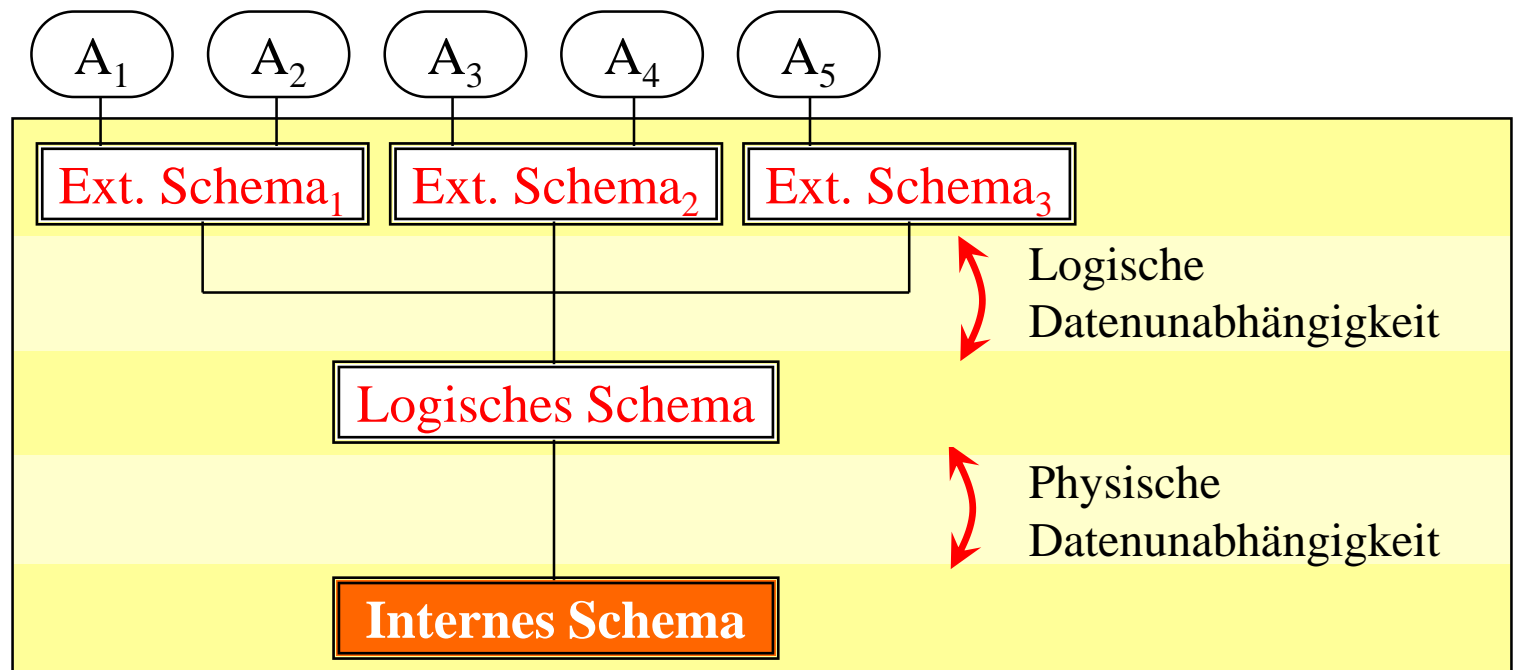 A₁ A₂ A₃ A₄ A₅
Ext. Schema₁ Ext. Schema₂ Ext. Schema₃
Logische
Datenunabhängigkeit
Logisches Schema
Physische
Datenunabhängigkeit
Internes Schema